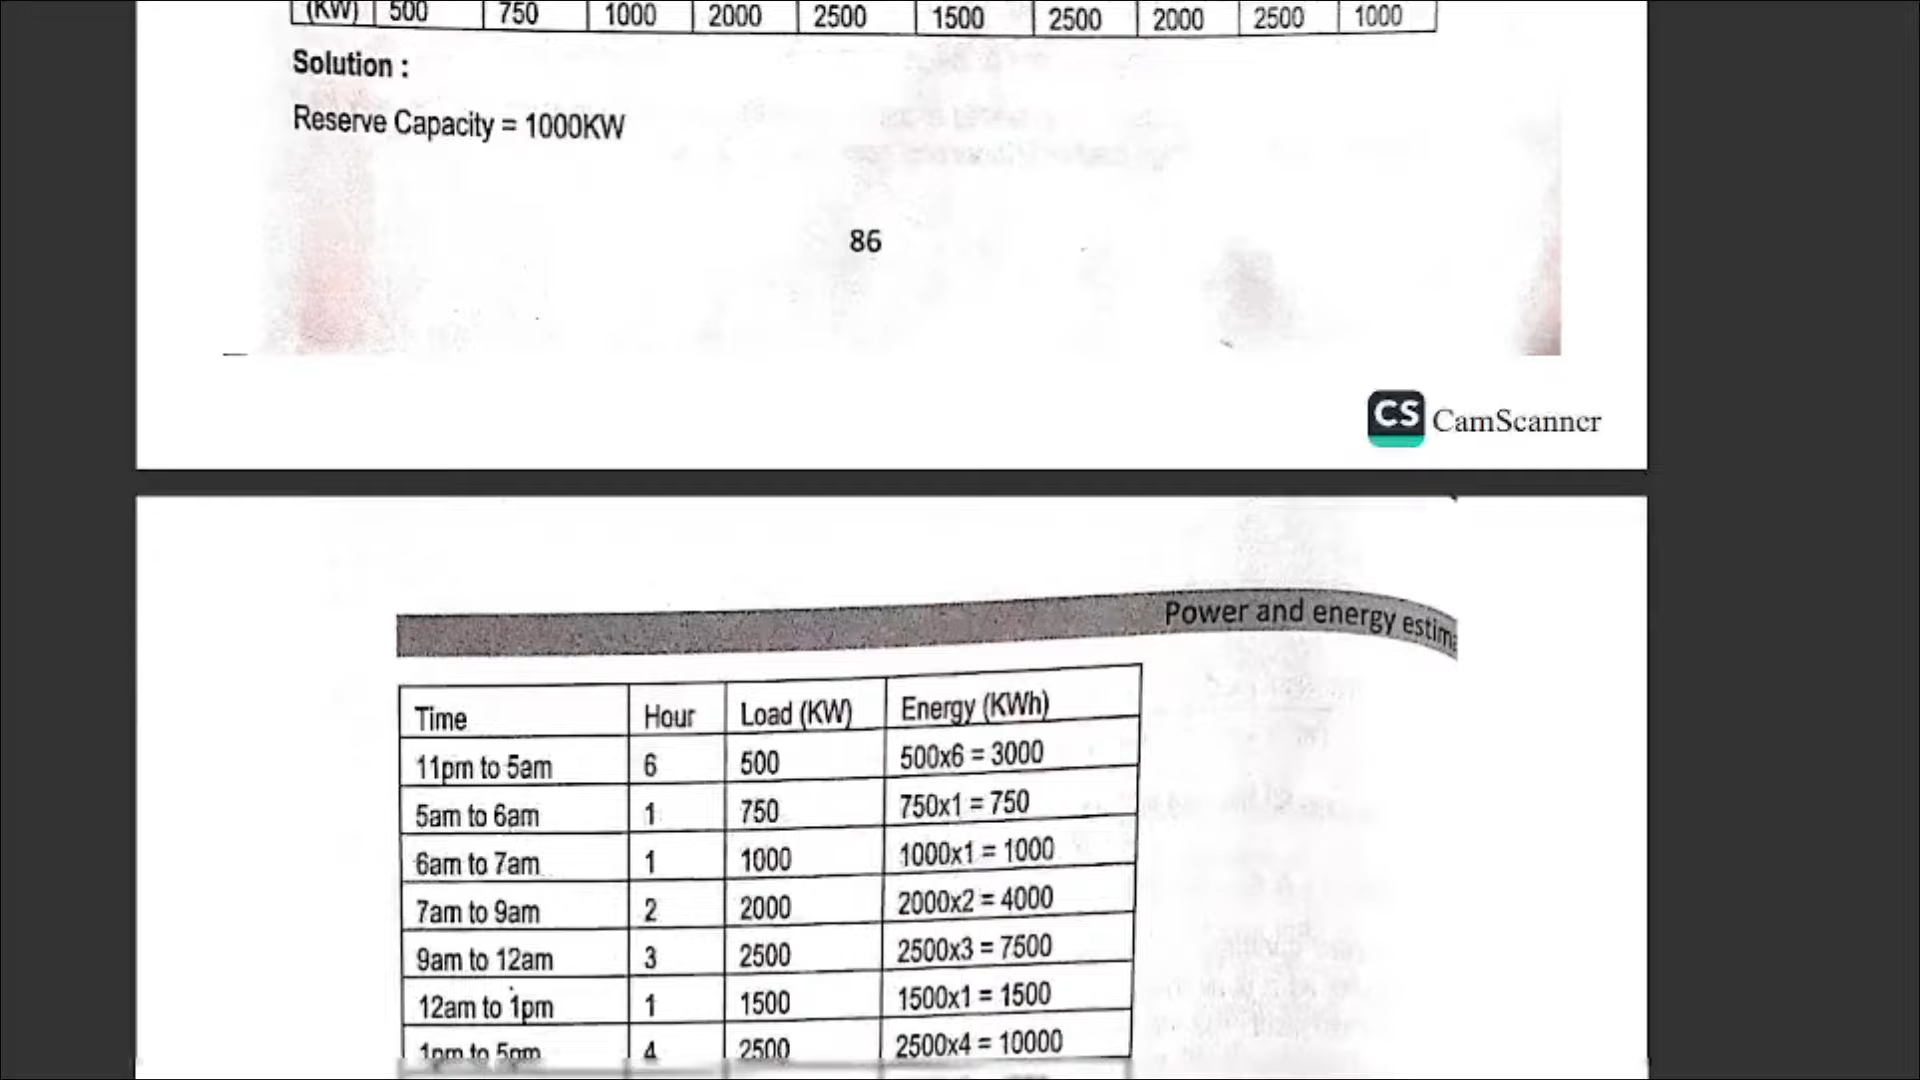 (KW) 500 750 1000 2000 2500 1500 2500 2000 2500 1000
Solution :
Reserve Capacity = 1000KW
86
CS CamScanner
Power and energy estim
Time Hour Load (KW) Energy (KWh)
11pm to 5am 6 500 500x6 = 3000
5am to 6am 1 750 750x1 = 750
6am to 7am 1 1000 1000x1 = 1000
7am to 9am 2 2000 2000x2 = 4000
9am to 12am 3 2500 2500x3 = 7500
12am to 1pm 1 1500 1500x1 = 1500
1pm to 5pm 4 2500 2500x4 = 10000